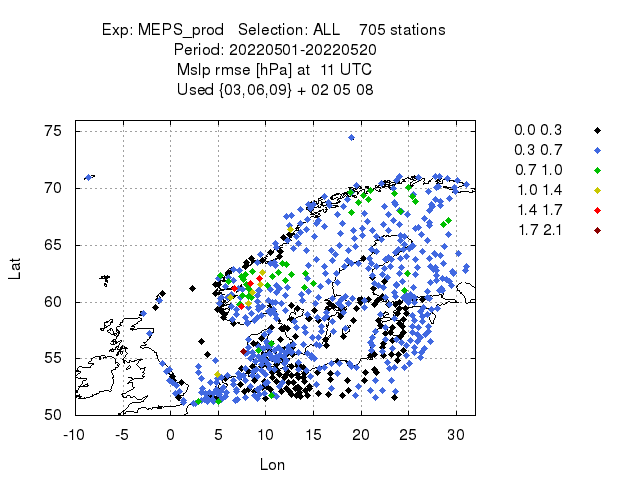 Exp: MEPS_prod   Selection: ALL    705 stations
Period: 20220501-20220520
Mslp rmse [hPa] at  11 UTC
Used {03,06,09} + 02 05 08
0.0 0.3
0.3 0.7
0.7 1.0
1.0 1.4
1.4 1.7
1.7 2.1
75
70
65
60
55
50
Lat
-10 -5 0 5 10 15 20 25 30
Lon